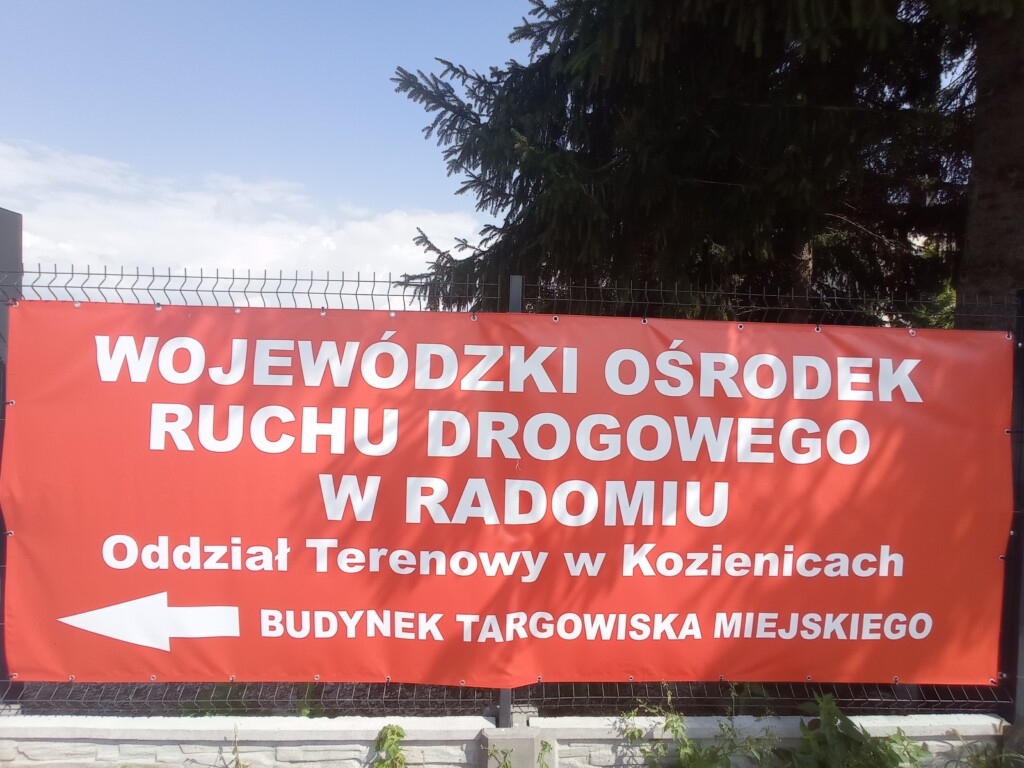 WOJEWÓDZKI OŚRODEK
RUCHU DROGOWEGO
W RADOMIU
Oddział Terenowy w Kozienicach
BUDYNEK TARGOWISKA MIEJSKIEGO